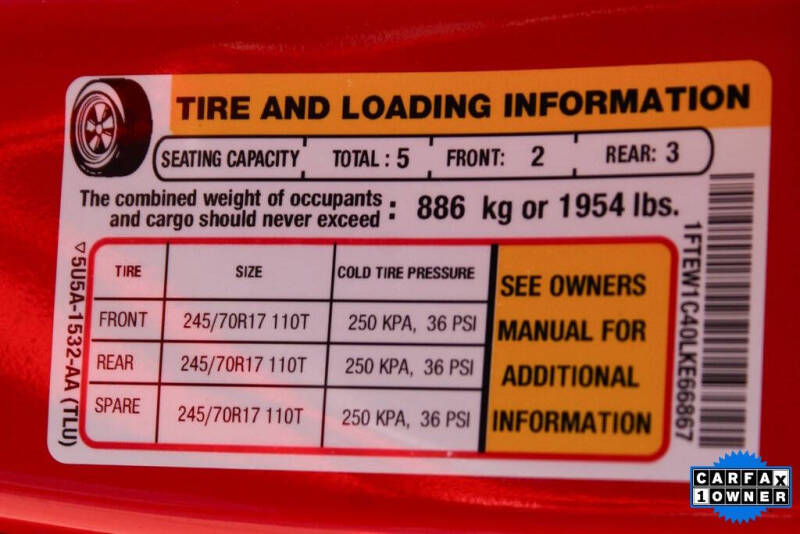 TIRE AND LOADING INFORMATION
SEATING CAPACITY TOTAL : 5 FRONT: 2 REAR: 3
The combined weight of occupants
and cargo should never exceed : 886 kg or 1954 lbs.
TIRE SIZE COLD TIRE PRESSURE
FRONT 245/70R17 110T 250 KPA, 36 PSI
REAR 245/70R17 110T 250 KPA, 36 PSI
SPARE 245/70R17 110T 250 KPA, 36 PSI
SEE OWNERS
MANUAL FOR
ADDITIONAL
INFORMATION
▽5U5A-1532-AA (TLU)
1FTEW1C40LKE66867
CARFAX
1 OWNER